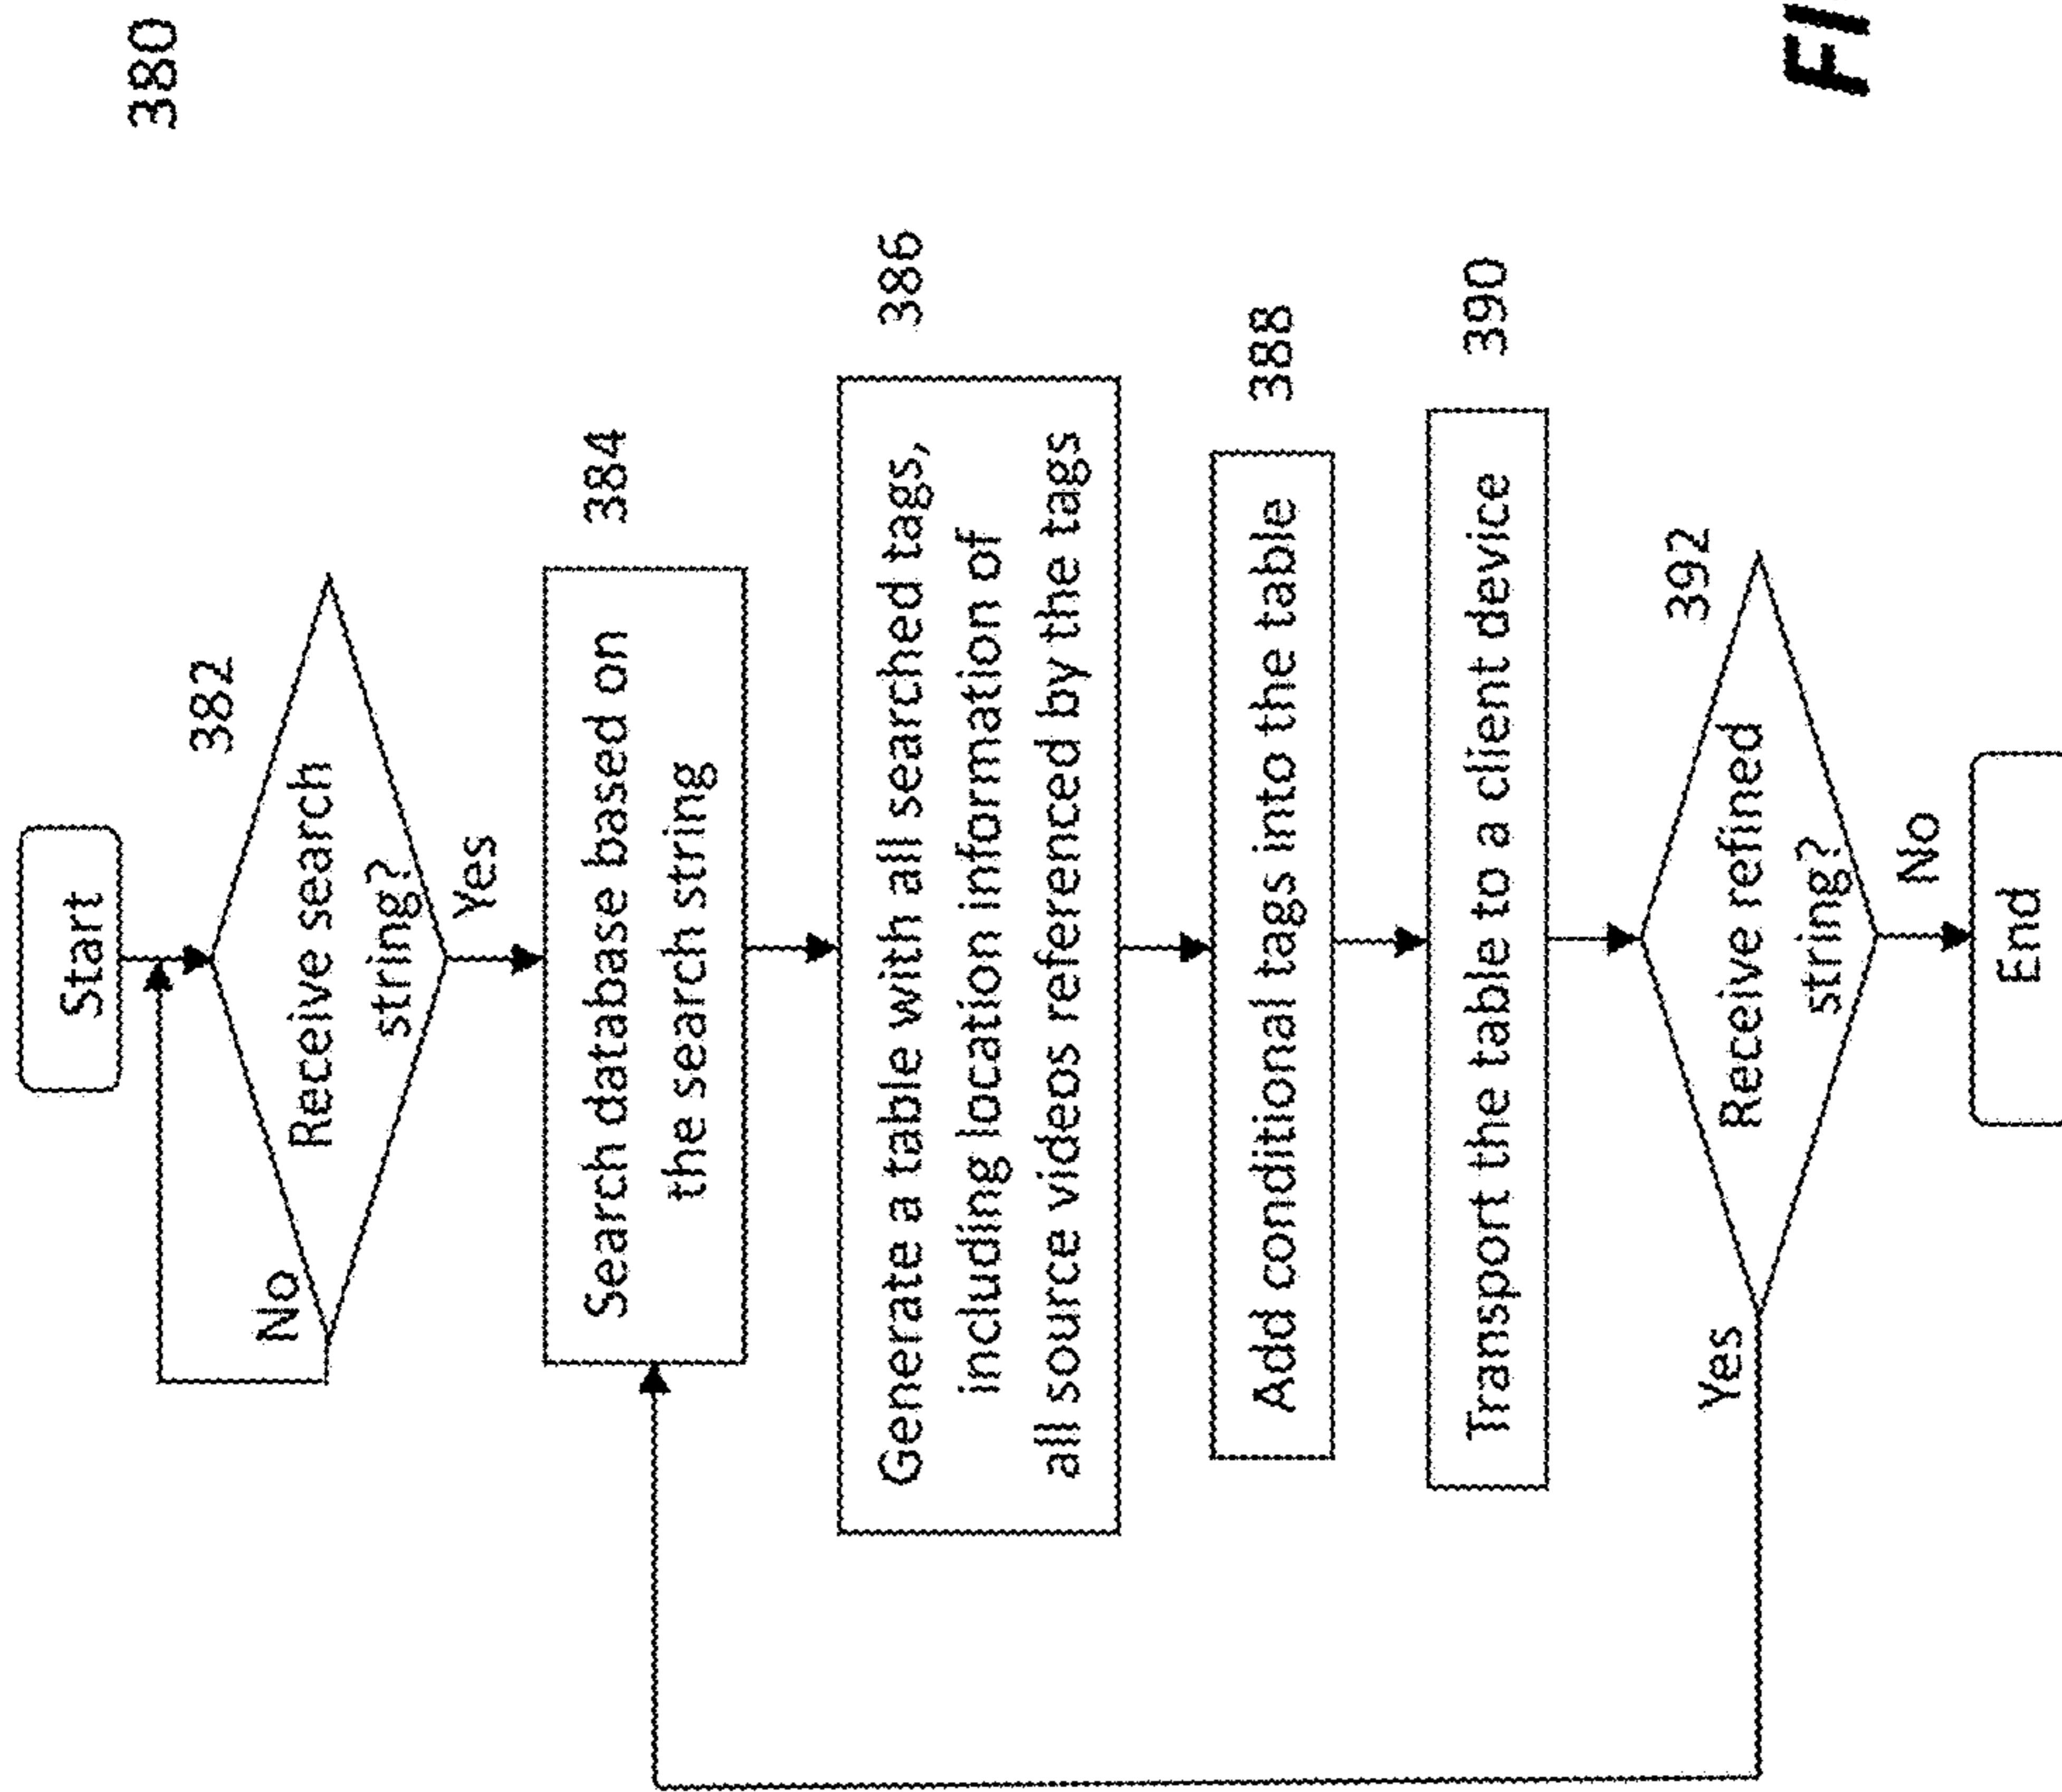 380
Start
382
Receive search
string?
No
Yes
384
Search database based on
the search string
386
Generate a table with all searched tags,
including location information of
all source videos referenced by the tags
388
Add conditional tags into the table
390
Transport the table to a client device
392
Receive refined
string?
Yes
No
End
FI